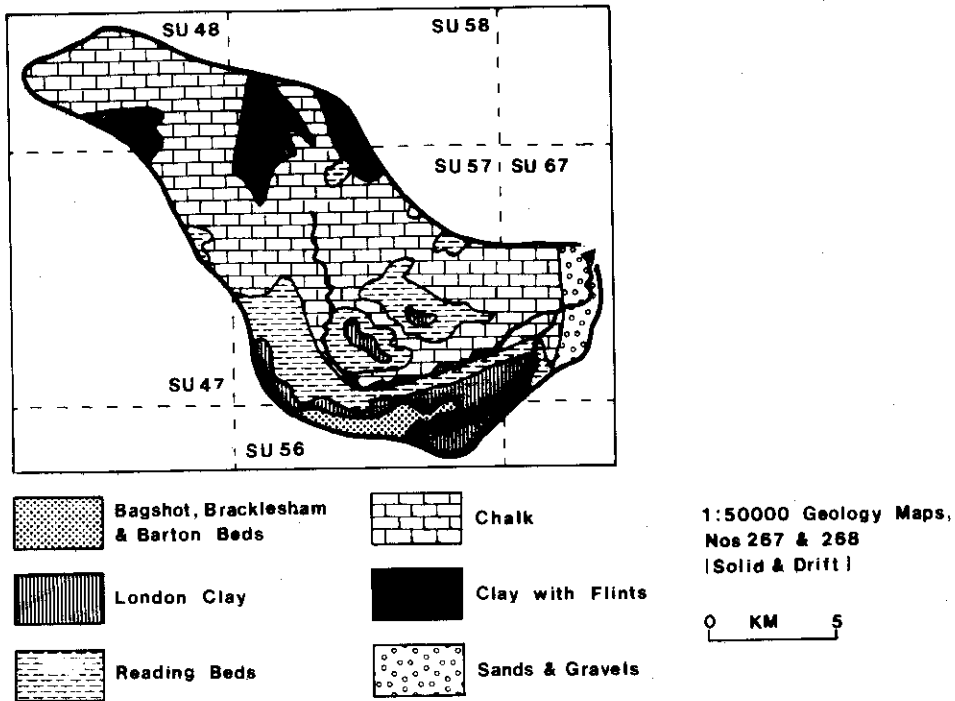 SU 48
SU 58
SU 57
SU 67
SU 47
SU 56
Bagshot, Bracklesham
& Barton Beds
London Clay
Reading Beds
Chalk
Clay with Flints
Sands & Gravels
1:50000 Geology Maps,
Nos 267 & 268
(Solid & Drift)
0 KM 5